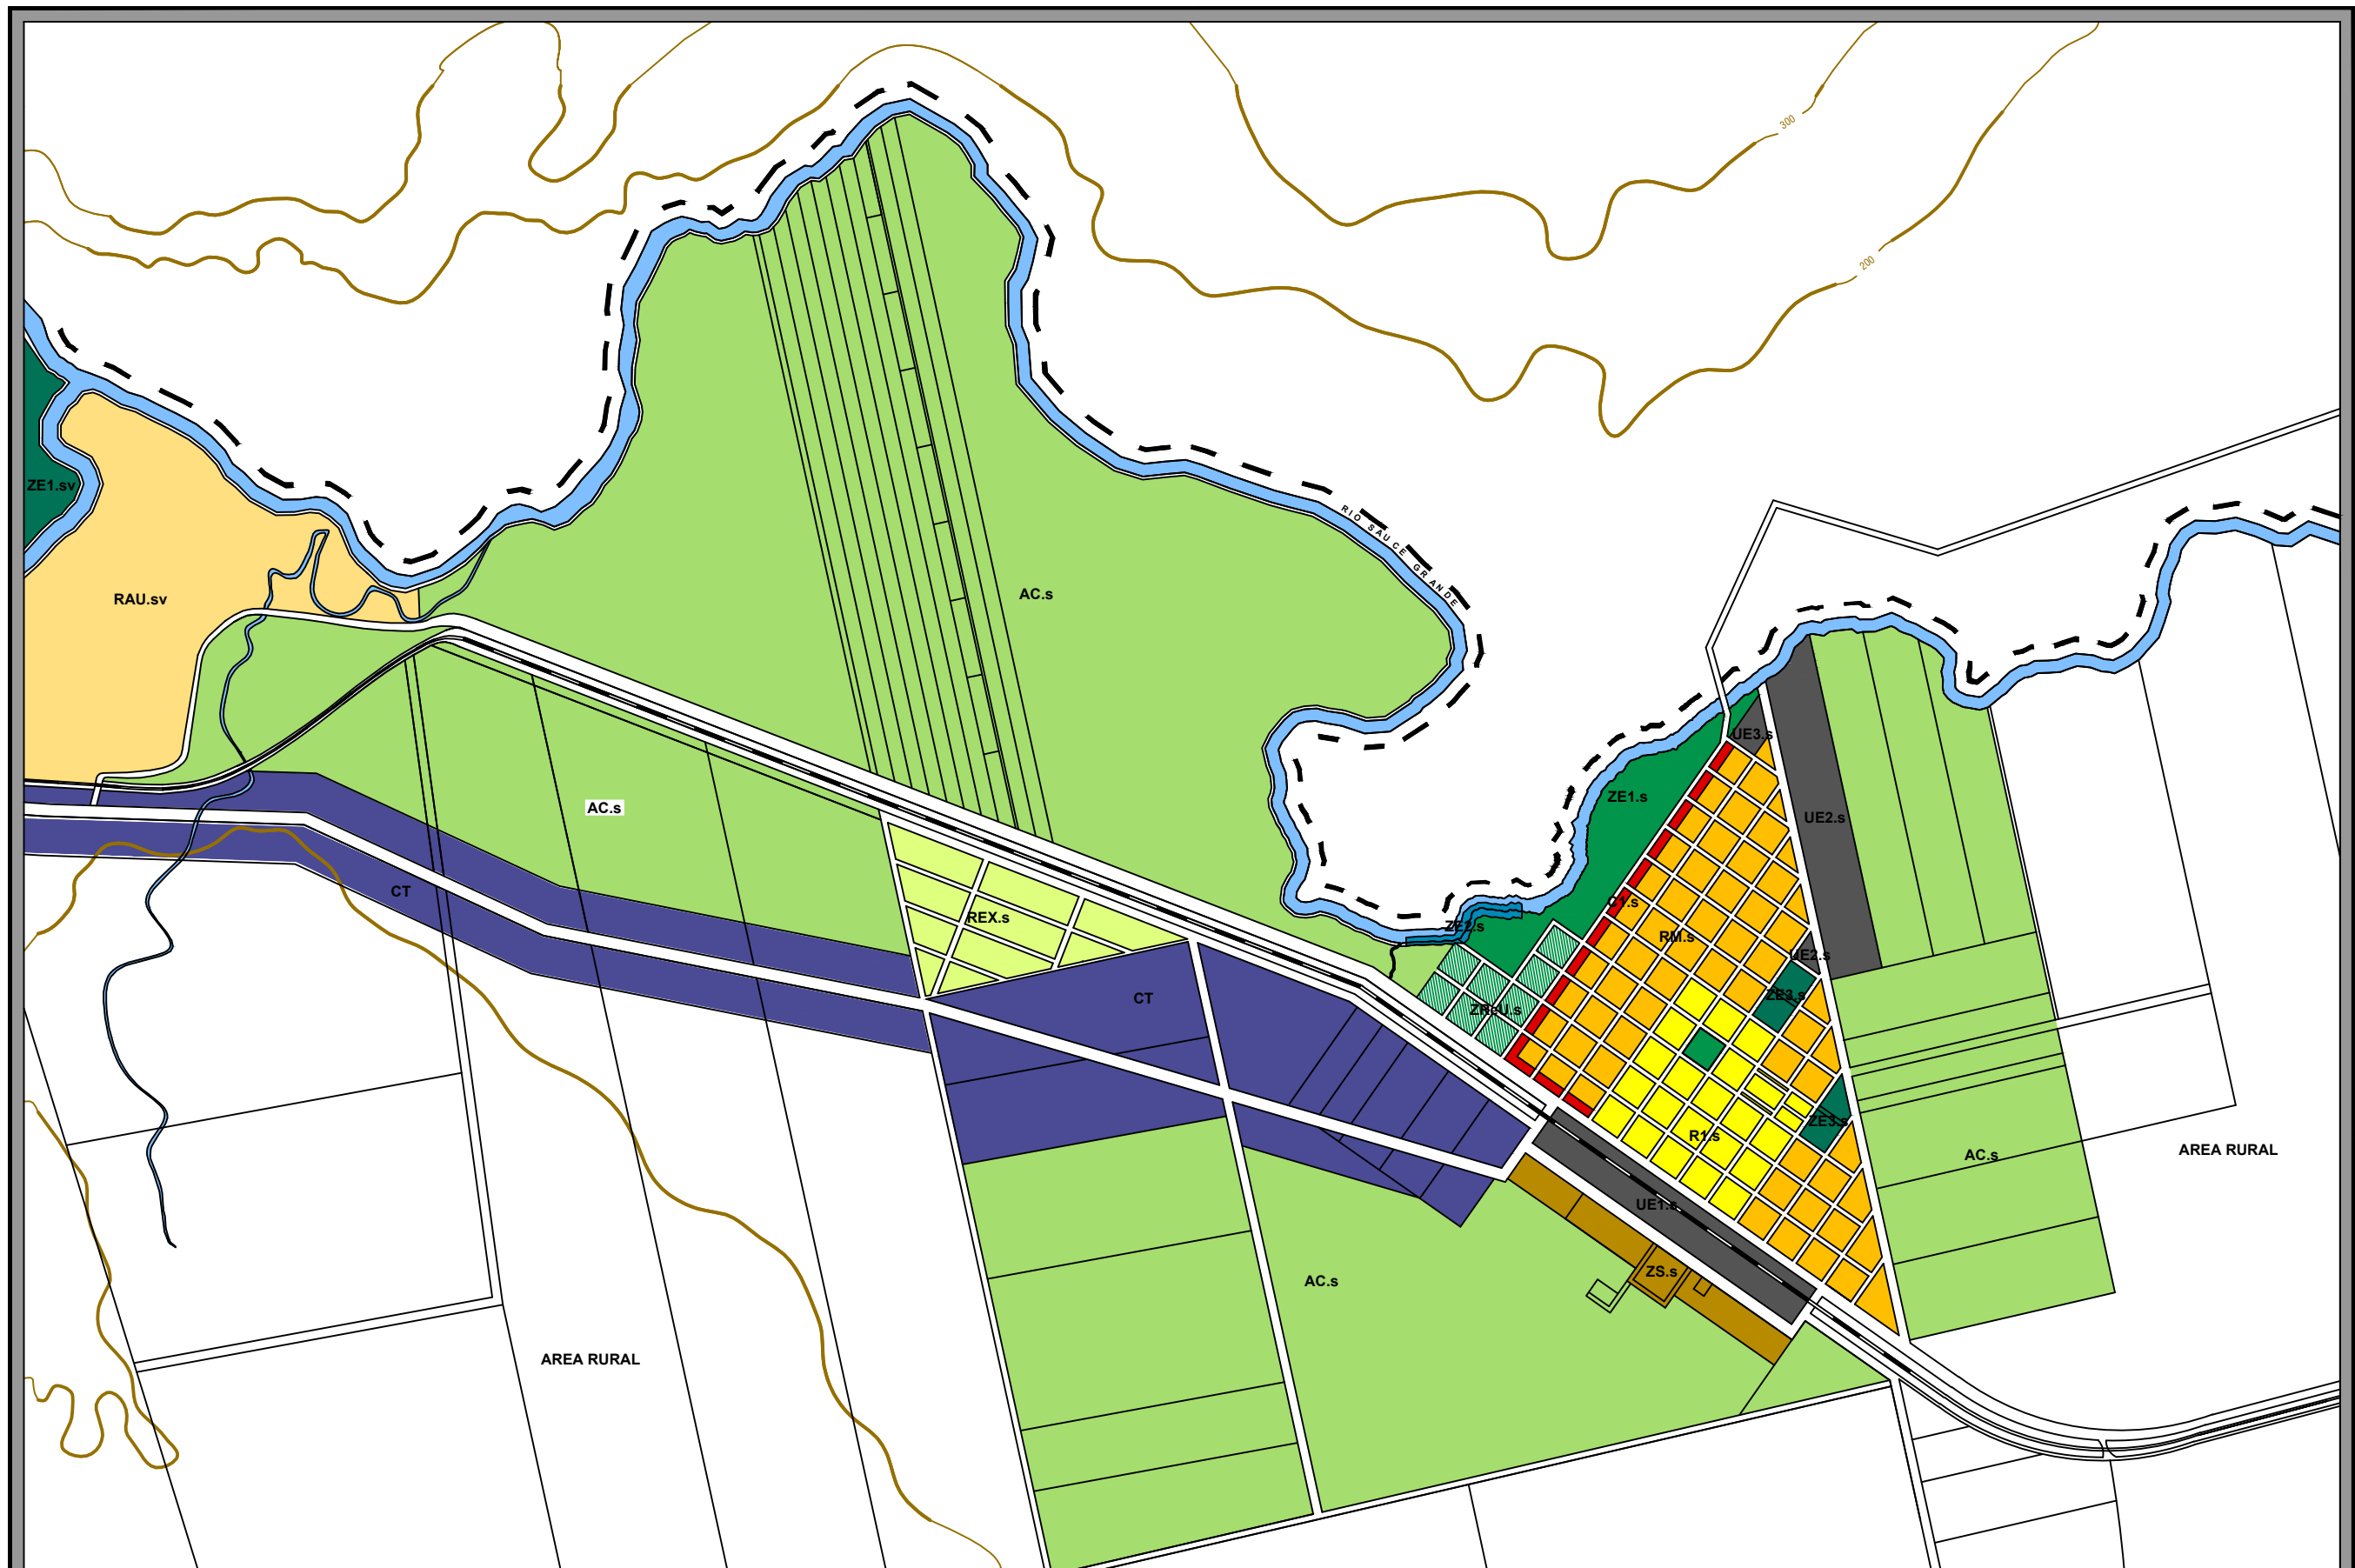 300
200
ZE1.sv
RIO SAUCE GRANDE
RAU.sv
AC.s
UE3.s
ZE1.s
AC.s
UE2.s
CT
C1.s
REX.s
ZE2.s
RM.s
UE2.s
CT
ZE3.s
ZReU.s
ZE3.s
R1.s
AREA RURAL
AC.s
UE1.s
ZS.s
AC.s
AREA RURAL